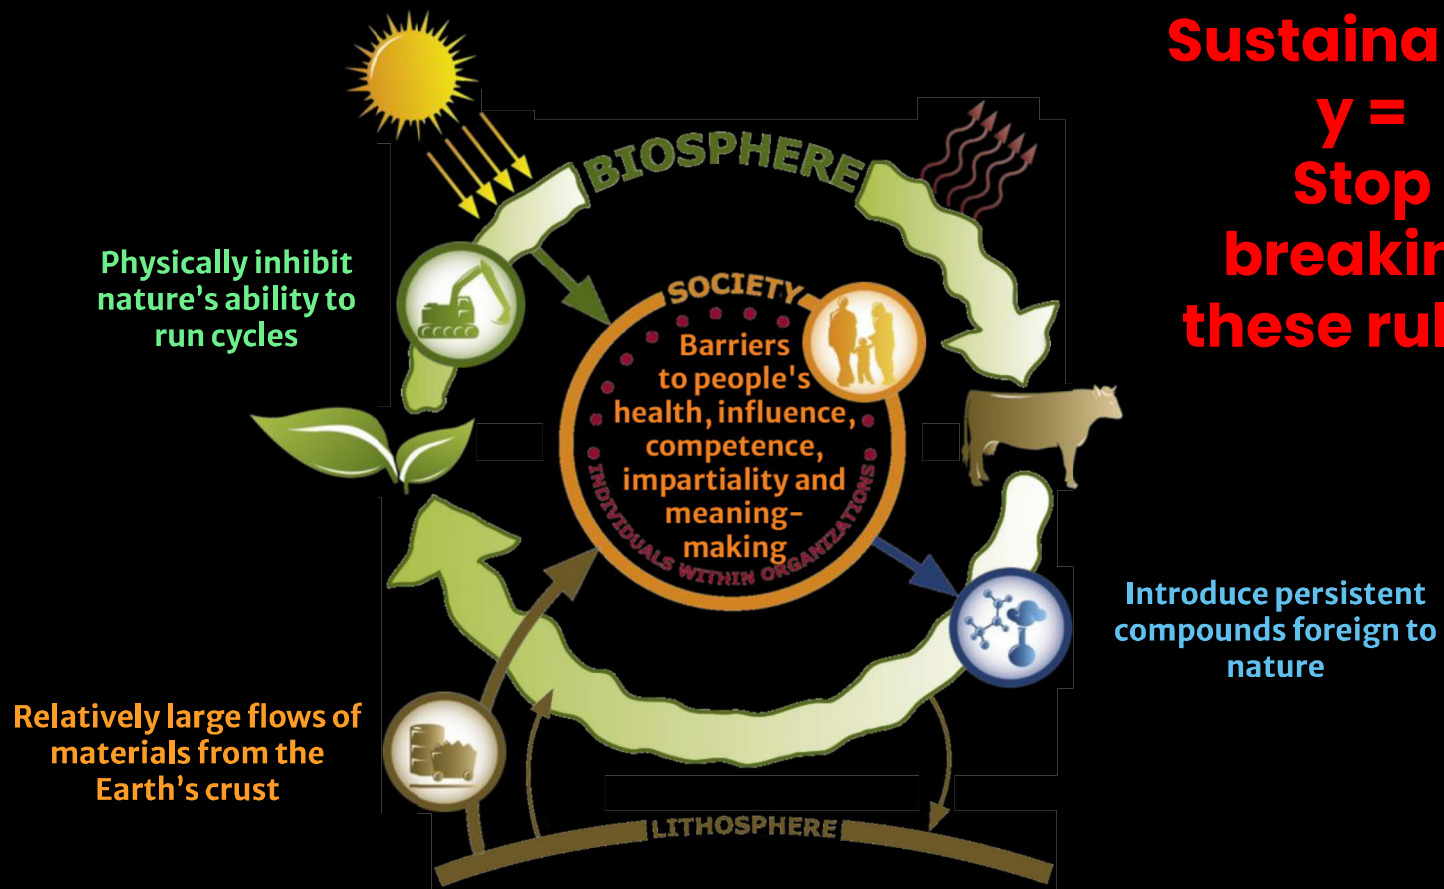 Sustaina
y =
Stop
breakin
these rul
BIOSPHERE
Physically inhibit
nature's ability to
run cycles
SOCIETY
Barriers
to people's
health, influence,
competence,
impartiality and
meaning-
making
INDIVIDUALS WITHIN ORGANIZATIONS
Introduce persistent
compounds foreign to
nature
Relatively large flows of
materials from the
Earth's crust
LITHOSPHERE